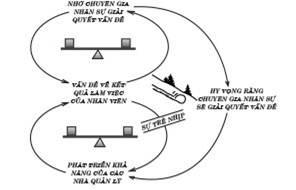 NHỜ CHUYÊN GIA
NHÂN SỰ GIẢI
QUYẾT VẤN ĐỀ
VẤN ĐỀ VỀ KẾT
QUẢ LÀM VIỆC
CỦA NHÂN VIÊN
HY VỌNG RẰNG
CHUYÊN GIA NHÂN SỰ
SẼ GIẢI QUYẾT VẤN ĐỀ
SỰ TRỄ NHỊP
PHÁT TRIỂN KHẢ
NĂNG CỦA CÁC
NHÀ QUẢN LÝ